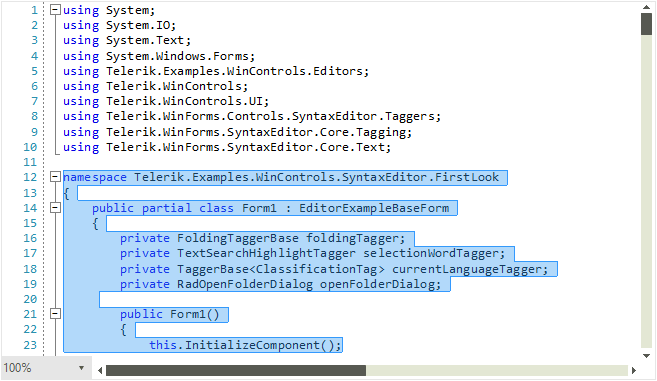 1 using System;
2 using System.IO;
3 using System.Text;
4 using System.Windows.Forms;
5 using Telerik.Examples.WinControls.Editors;
6 using Telerik.WinControls;
7 using Telerik.WinControls.UI;
8 using Telerik.WinForms.Controls.SyntaxEditor.Taggers;
9 using Telerik.WinForms.SyntaxEditor.Core.Tagging;
10 using Telerik.WinForms.SyntaxEditor.Core.Text;
11
12 namespace Telerik.Examples.WinControls.SyntaxEditor.FirstLook
13 {
14     public partial class Form1 : EditorExampleBaseForm
15     {
16         private FoldingTaggerBase foldingTagger;
17         private TextSearchHighlightTagger selectionWordTagger;
18         private TaggerBase<ClassificationTag> currentLanguageTagger;
19         private RadOpenFolderDialog openFolderDialog;
20
21         public Form1()
22         {
23             this.InitializeComponent();
100%